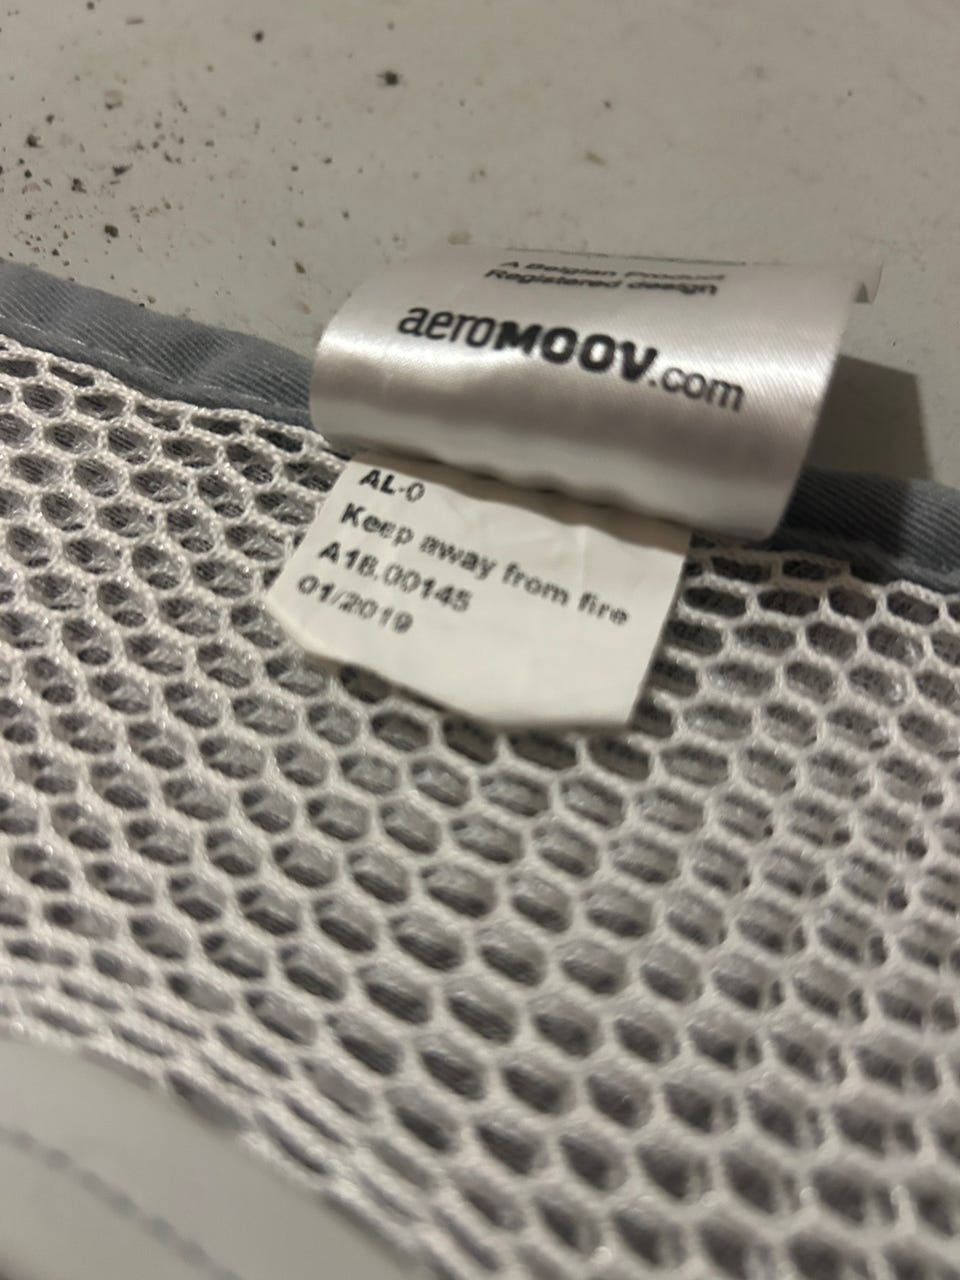 A Belgian Product
Registered design
aeroMOOV.com
AL-0
Keep away from fire
A18.00145
01/2019